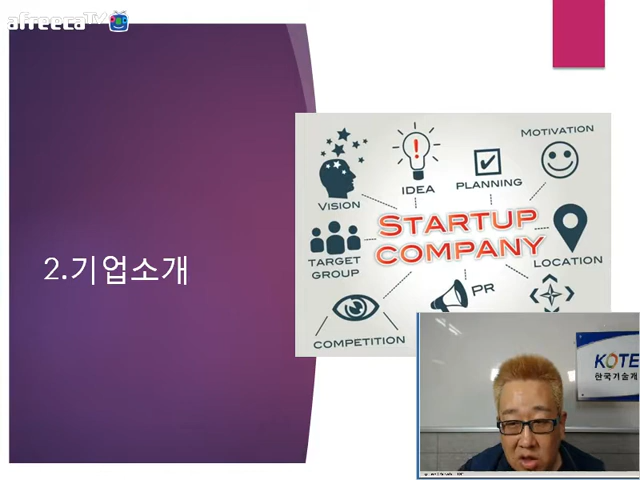 afreecaTV
2.기업소개
MOTIVATION
IDEA
PLANNING
VISION
STARTUP
COMPANY
TARGET
GROUP
LOCATION
PR
COMPETITION
KOTE
한국기술개